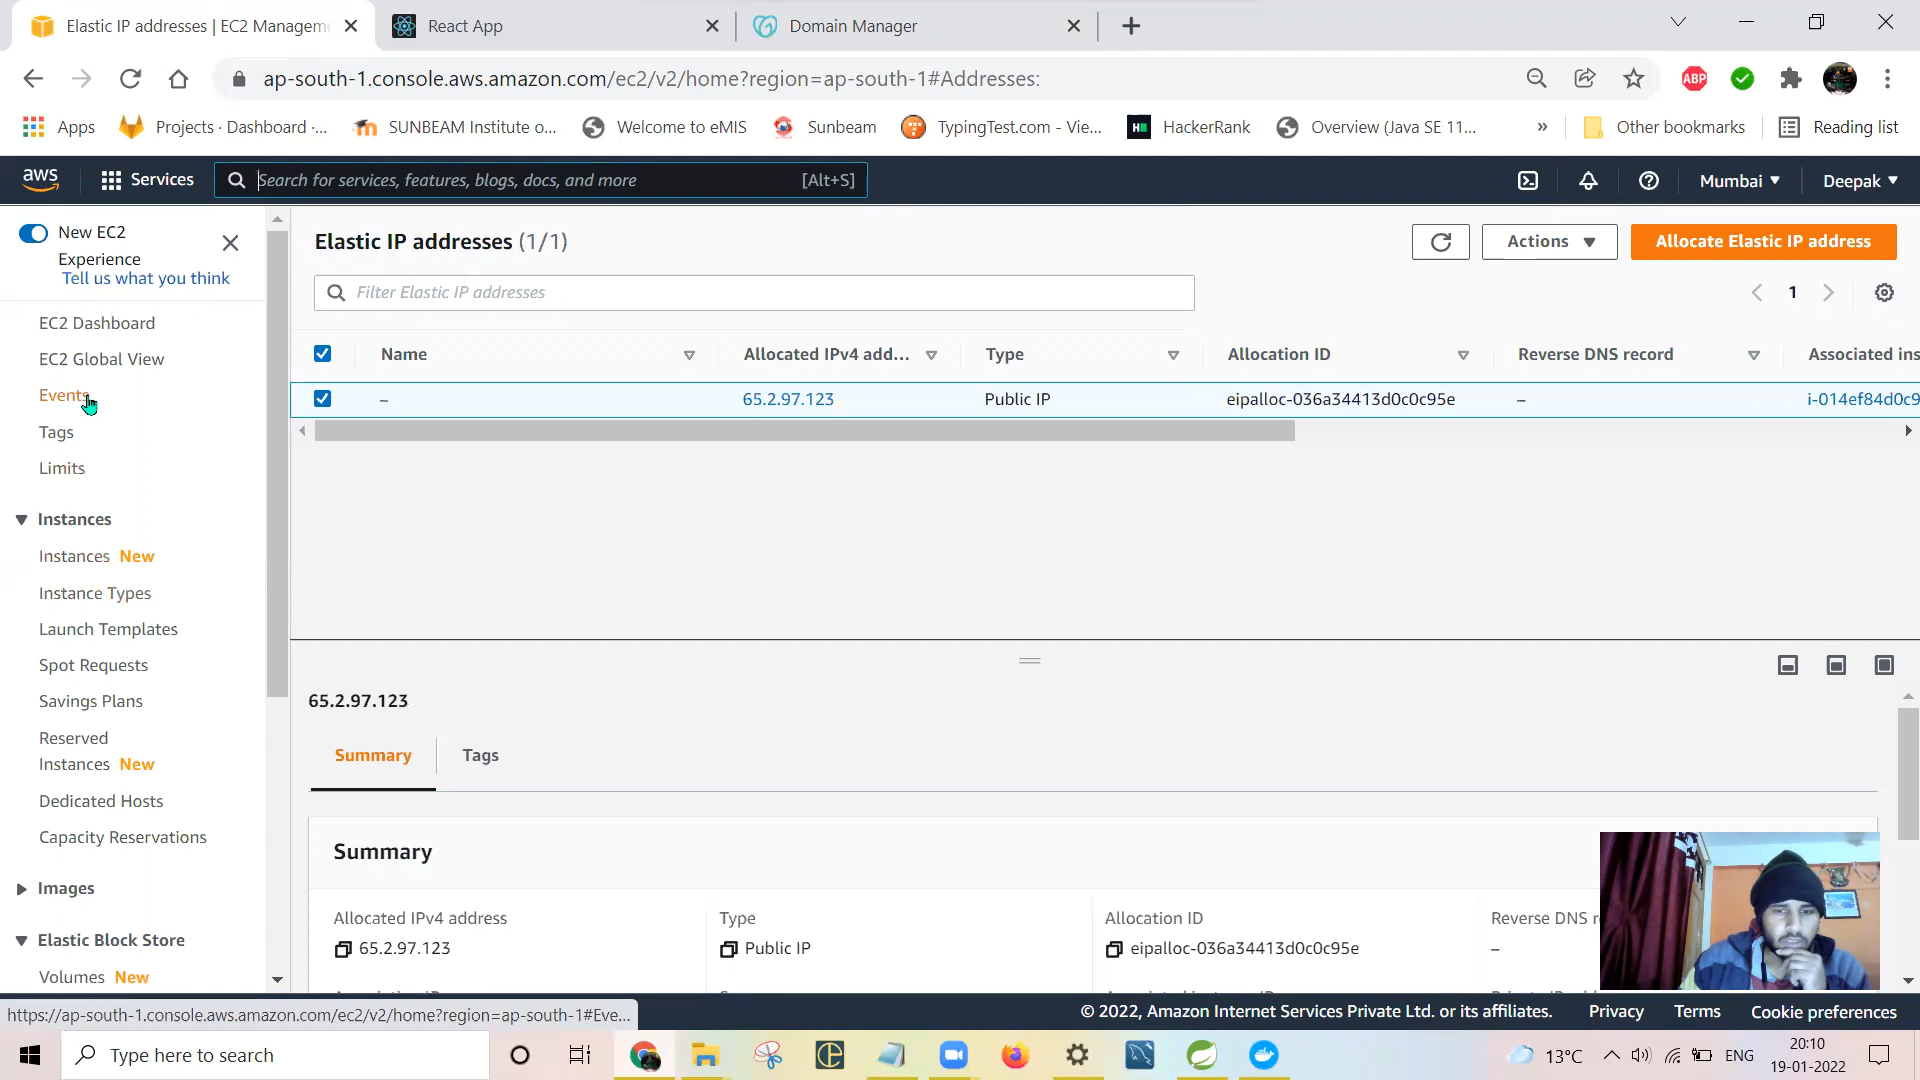 Elastic IP addresses | EC2 Manageme
React App
Domain Manager
ap-south-1.console.aws.amazon.com/ec2/v2/home?region=ap-south-1#Addresses:
ABP
Apps
Projects · Dashboard ·...
SUNBEAM Institute o...
Welcome to eMIS
Sunbeam
TypingTest.com - Vie...
HackerRank
Overview (Java SE 11...
»
Other bookmarks
Reading list
aws
Services
Search for services, features, blogs, docs, and more
[Alt+S]
Mumbai
Deepak
New EC2
Experience
Tell us what you think
EC2 Dashboard
EC2 Global View
Events
Tags
Limits
Instances
Instances New
Instance Types
Launch Templates
Spot Requests
Savings Plans
Reserved
Instances New
Dedicated Hosts
Capacity Reservations
Images
Elastic Block Store
Volumes New
Elastic IP addresses (1/1)
Actions
Allocate Elastic IP address
Filter Elastic IP addresses
1
Name
Allocated IPv4 add...
Type
Allocation ID
Reverse DNS record
Associated ins
–
65.2.97.123
Public IP
eipalloc-036a34413d0c0c95e
–
i-014ef84d0c9
65.2.97.123
Summary
Tags
Summary
Allocated IPv4 address
Type
Allocation ID
Reverse DNS r
65.2.97.123
Public IP
eipalloc-036a34413d0c0c95e
–
https://ap-south-1.console.aws.amazon.com/ec2/v2/home?region=ap-south-1#Eve...
© 2022, Amazon Internet Services Private Ltd. or its affiliates.
Privacy
Terms
Cookie preferences
Type here to search
13°C
ENG
20:10
19-01-2022